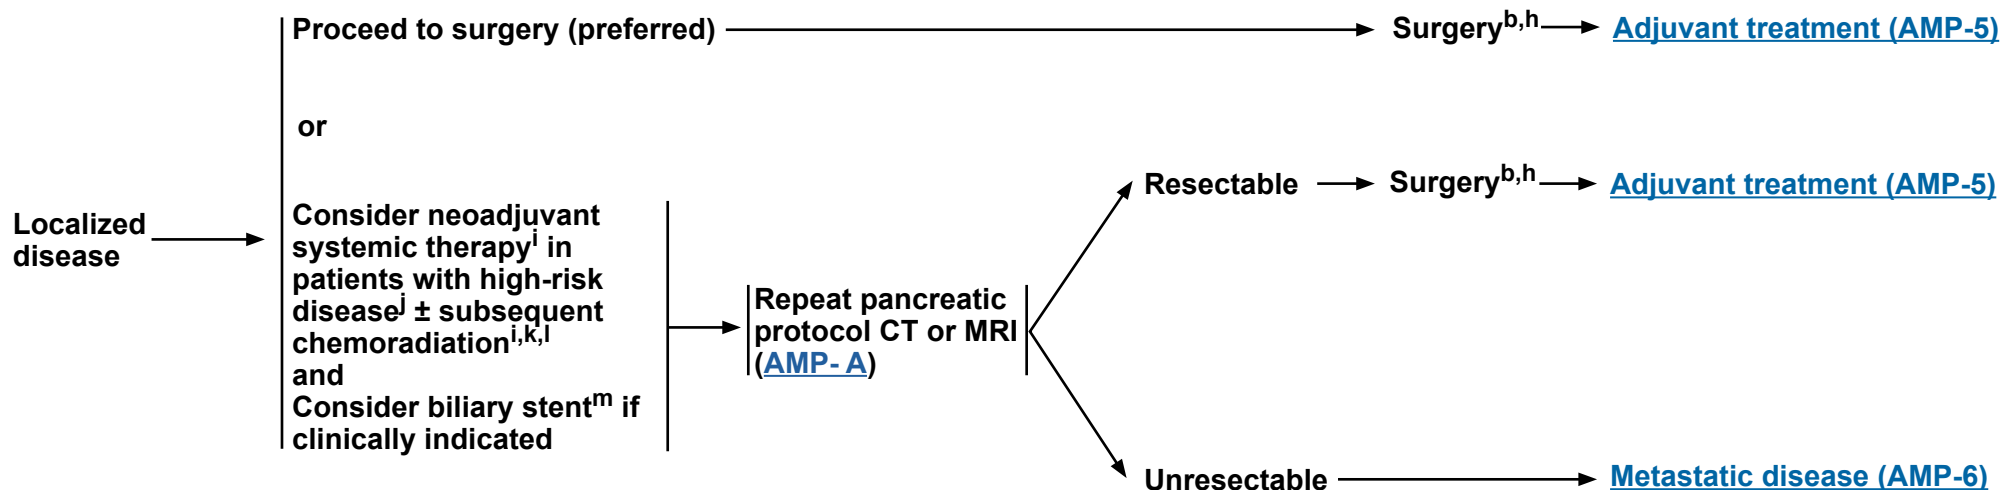 Proceed to surgery (preferred)
Surgery^b,h
Adjuvant treatment (AMP-5)
or
Localized
disease
Consider neoadjuvant
systemic therapy^i in
patients with high-risk
disease^j ± subsequent
chemoradiation^i,k,l
and
Consider biliary stent^m if
clinically indicated
Repeat pancreatic
protocol CT or MRI
(AMP- A)
Resectable
Surgery^b,h
Adjuvant treatment (AMP-5)
Unresectable
Metastatic disease (AMP-6)